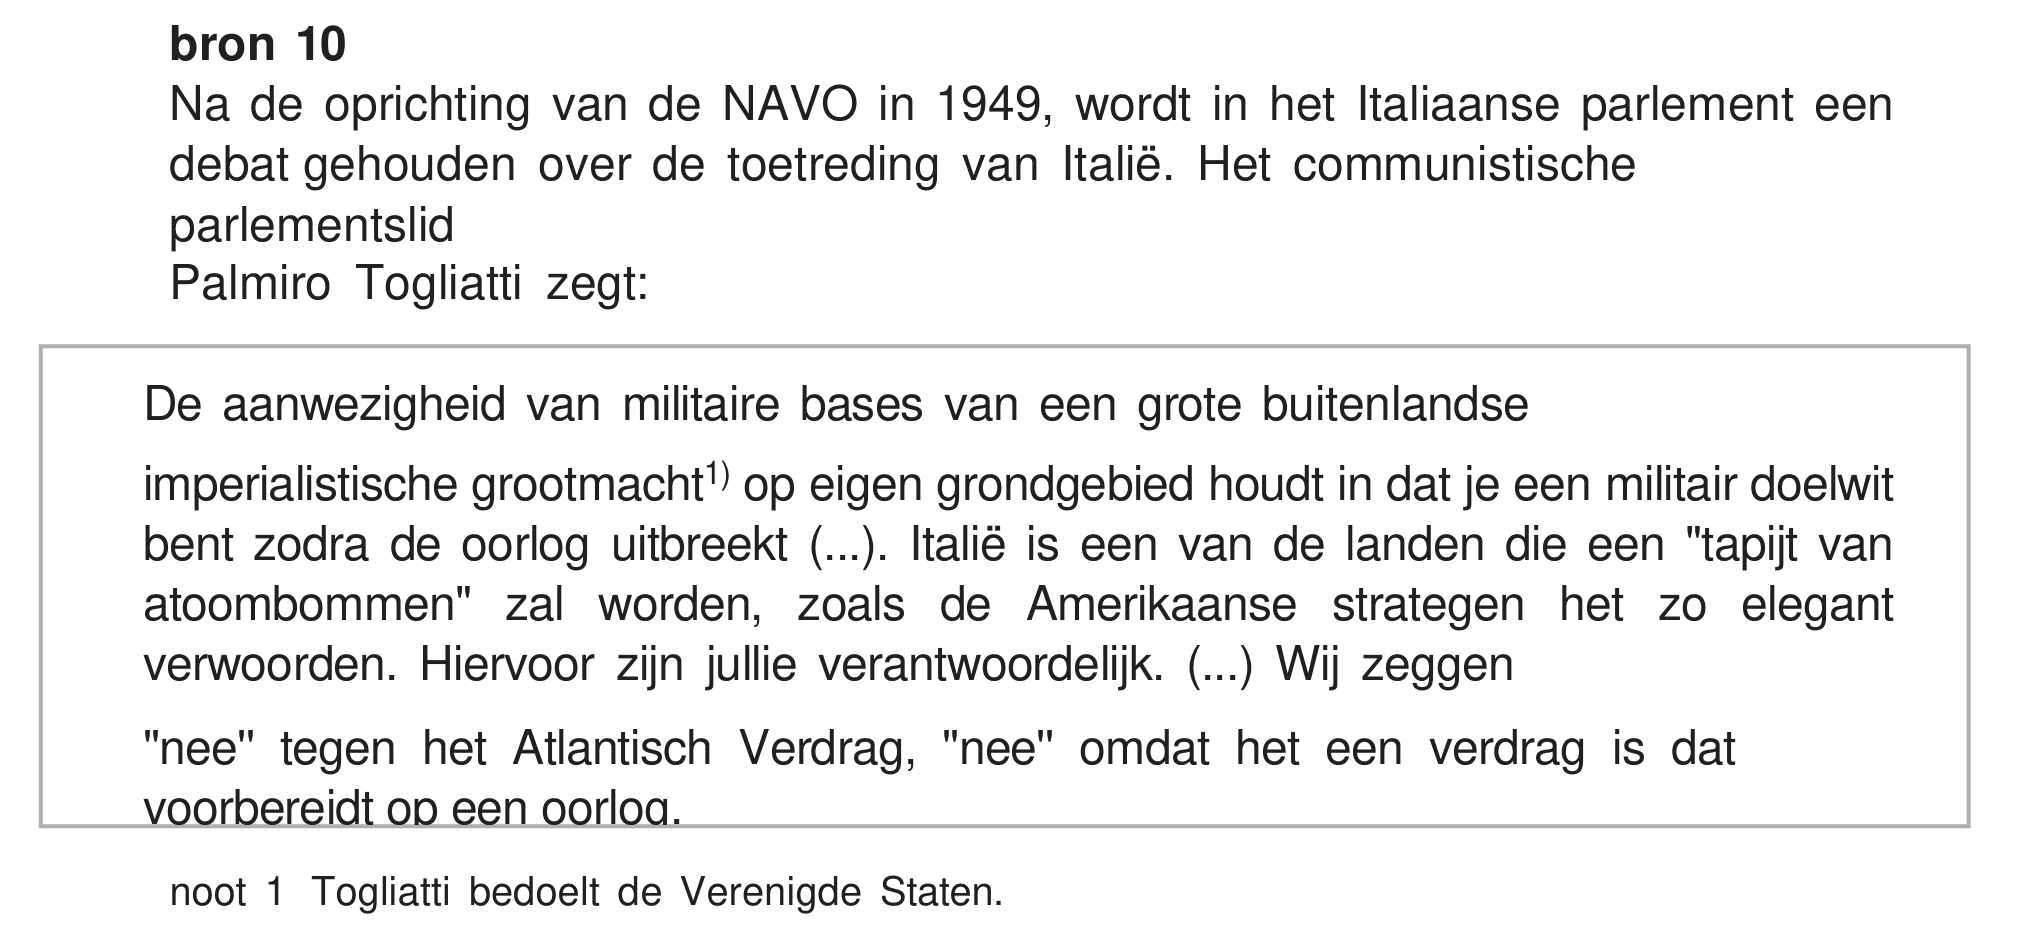 bron 10
Na de oprichting van de NAVO in 1949, wordt in het Italiaanse parlement een
debat gehouden over de toetreding van Italië. Het communistische
parlementslid
Palmiro Togliatti zegt:
De aanwezigheid van militaire bases van een grote buitenlandse
imperialistische grootmacht¹⁾ op eigen grondgebied houdt in dat je een militair doelwit
bent zodra de oorlog uitbreekt (...). Italië is een van de landen die een "tapijt van
atoombommen" zal worden, zoals de Amerikaanse strategen het zo elegant
verwoorden. Hiervoor zijn jullie verantwoordelijk. (...) Wij zeggen
"nee" tegen het Atlantisch Verdrag, "nee" omdat het een verdrag is dat
voorbereidt op een oorlog.
noot 1 Togliatti bedoelt de Verenigde Staten.